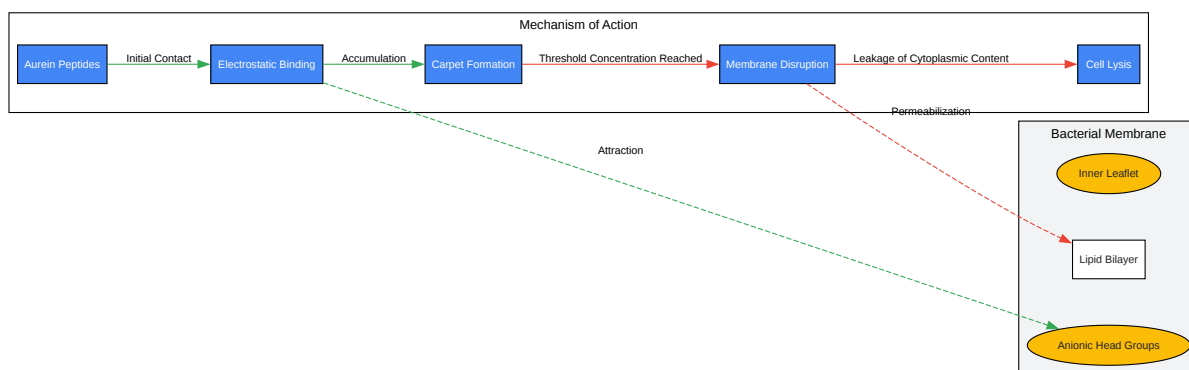 Mechanism of Action
Aurein Peptides
Initial Contact
Electrostatic Binding
Accumulation
Carpet Formation
Threshold Concentration Reached
Membrane Disruption
Leakage of Cytoplasmic Content
Cell Lysis
Permeabilization
Attraction
Bacterial Membrane
Inner Leaflet
Lipid Bilayer
Anionic Head Groups